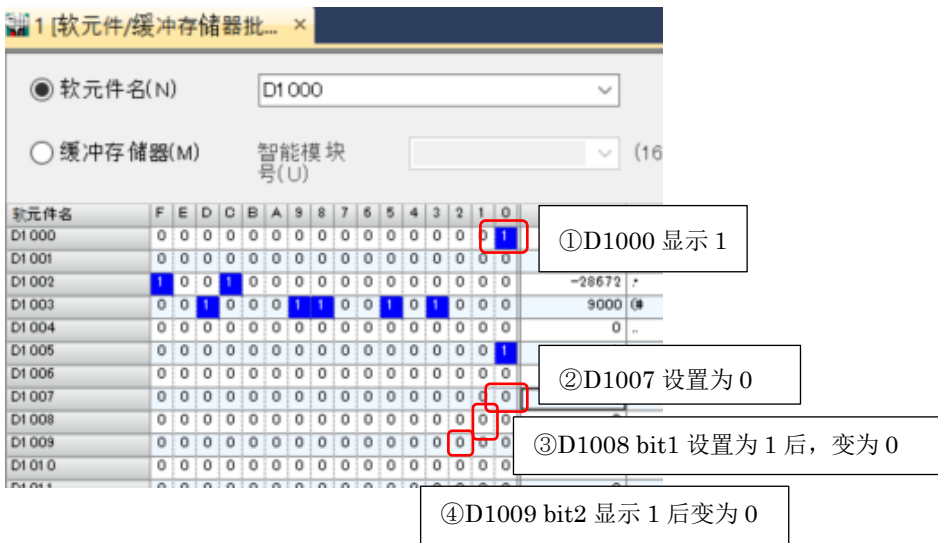 1 [软元件/缓冲存储器批... ×
软元件名(N) D1000
缓冲存储器(M) 智能模块号(U) (16
软元件名 F E D C B A 9 8 7 6 5 4 3 2 1 0
D1000 0 0 0 0 0 0 0 0 0 0 0 0 0 0 0 1
①D1000 显示 1
D1001 0 0 0 0 0 0 0 0 0 0 0 0 0 0 0 0
D1002 1 0 0 1 0 0 0 0 0 0 0 0 0 0 0 0 -28672
D1003 0 0 1 0 0 0 1 1 0 0 1 0 1 0 0 0 9000 (#
D1004 0 0 0 0 0 0 0 0 0 0 0 0 0 0 0 0 0 ..
D1005 0 0 0 0 0 0 0 0 0 0 0 0 0 0 0 1
D1006 0 0 0 0 0 0 0 0 0 0 0 0 0 0 0 0
②D1007 设置为 0
D1007 0 0 0 0 0 0 0 0 0 0 0 0 0 0 0 0
D1008 0 0 0 0 0 0 0 0 0 0 0 0 0 0 0 0
D1009 0 0 0 0 0 0 0 0 0 0 0 0 0 0 0 0
③D1008 bit1 设置为 1 后，变为 0
D1010 0 0 0 0 0 0 0 0 0 0 0 0 0 0 0 0
④D1009 bit2 显示 1 后变为 0